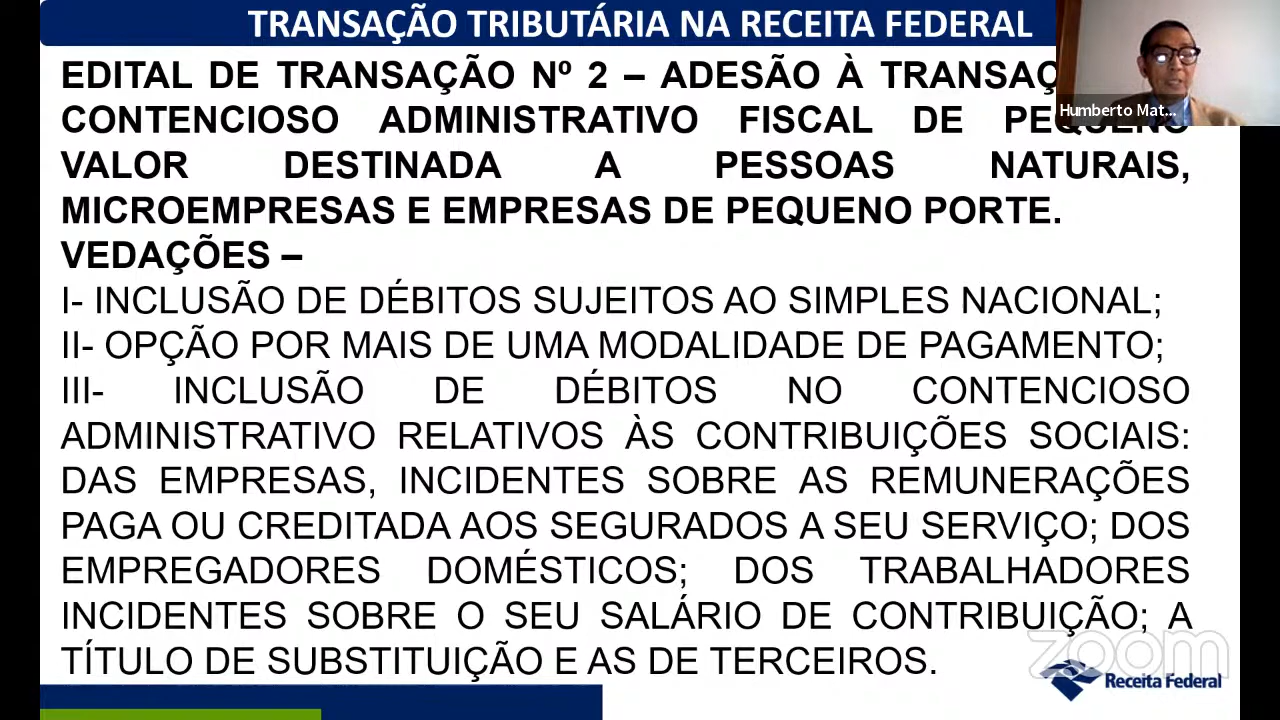 TRANSAÇÃO TRIBUTÁRIA NA RECEITA FEDERAL
EDITAL DE TRANSAÇÃO Nº 2 – ADESÃO À TRANSAÇ
CONTENCIOSO ADMINISTRATIVO FISCAL DE PEQUENO
VALOR DESTINADA A PESSOAS NATURAIS,
MICROEMPRESAS E EMPRESAS DE PEQUENO PORTE.
VEDAÇÕES –
I- INCLUSÃO DE DÉBITOS SUJEITOS AO SIMPLES NACIONAL;
II- OPÇÃO POR MAIS DE UMA MODALIDADE DE PAGAMENTO;
III- INCLUSÃO DE DÉBITOS NO CONTENCIOSO
ADMINISTRATIVO RELATIVOS ÀS CONTRIBUIÇÕES SOCIAIS:
DAS EMPRESAS, INCIDENTES SOBRE AS REMUNERAÇÕES
PAGA OU CREDITADA AOS SEGURADOS A SEU SERVIÇO; DOS
EMPREGADORES DOMÉSTICOS; DOS TRABALHADORES
INCIDENTES SOBRE O SEU SALÁRIO DE CONTRIBUIÇÃO; A
TÍTULO DE SUBSTITUIÇÃO E AS DE TERCEIROS.
Humberto Mat...
zoom
Receita Federal